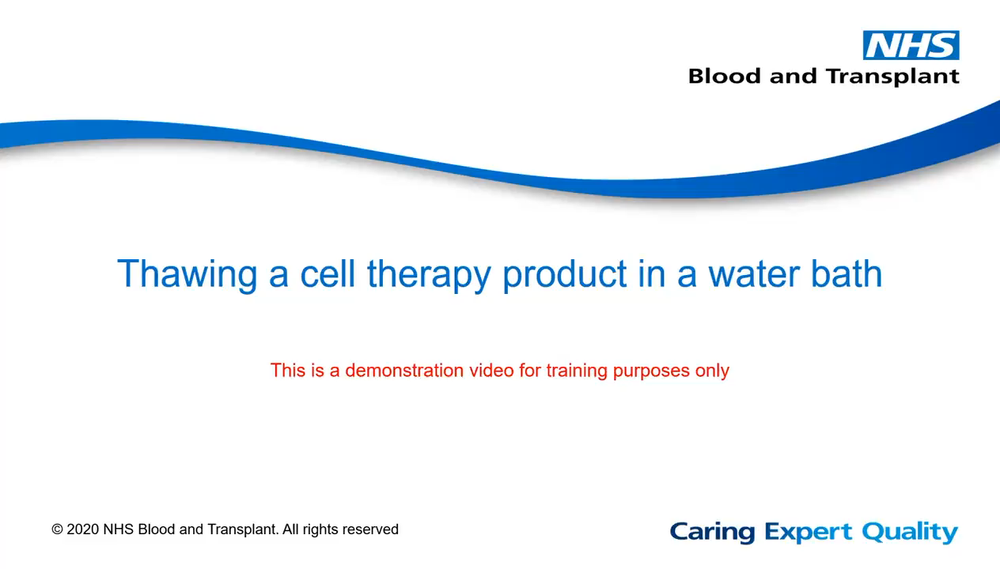 NHS
Blood and Transplant
Thawing a cell therapy product in a water bath
This is a demonstration video for training purposes only
© 2020 NHS Blood and Transplant. All rights reserved
Caring Expert Quality